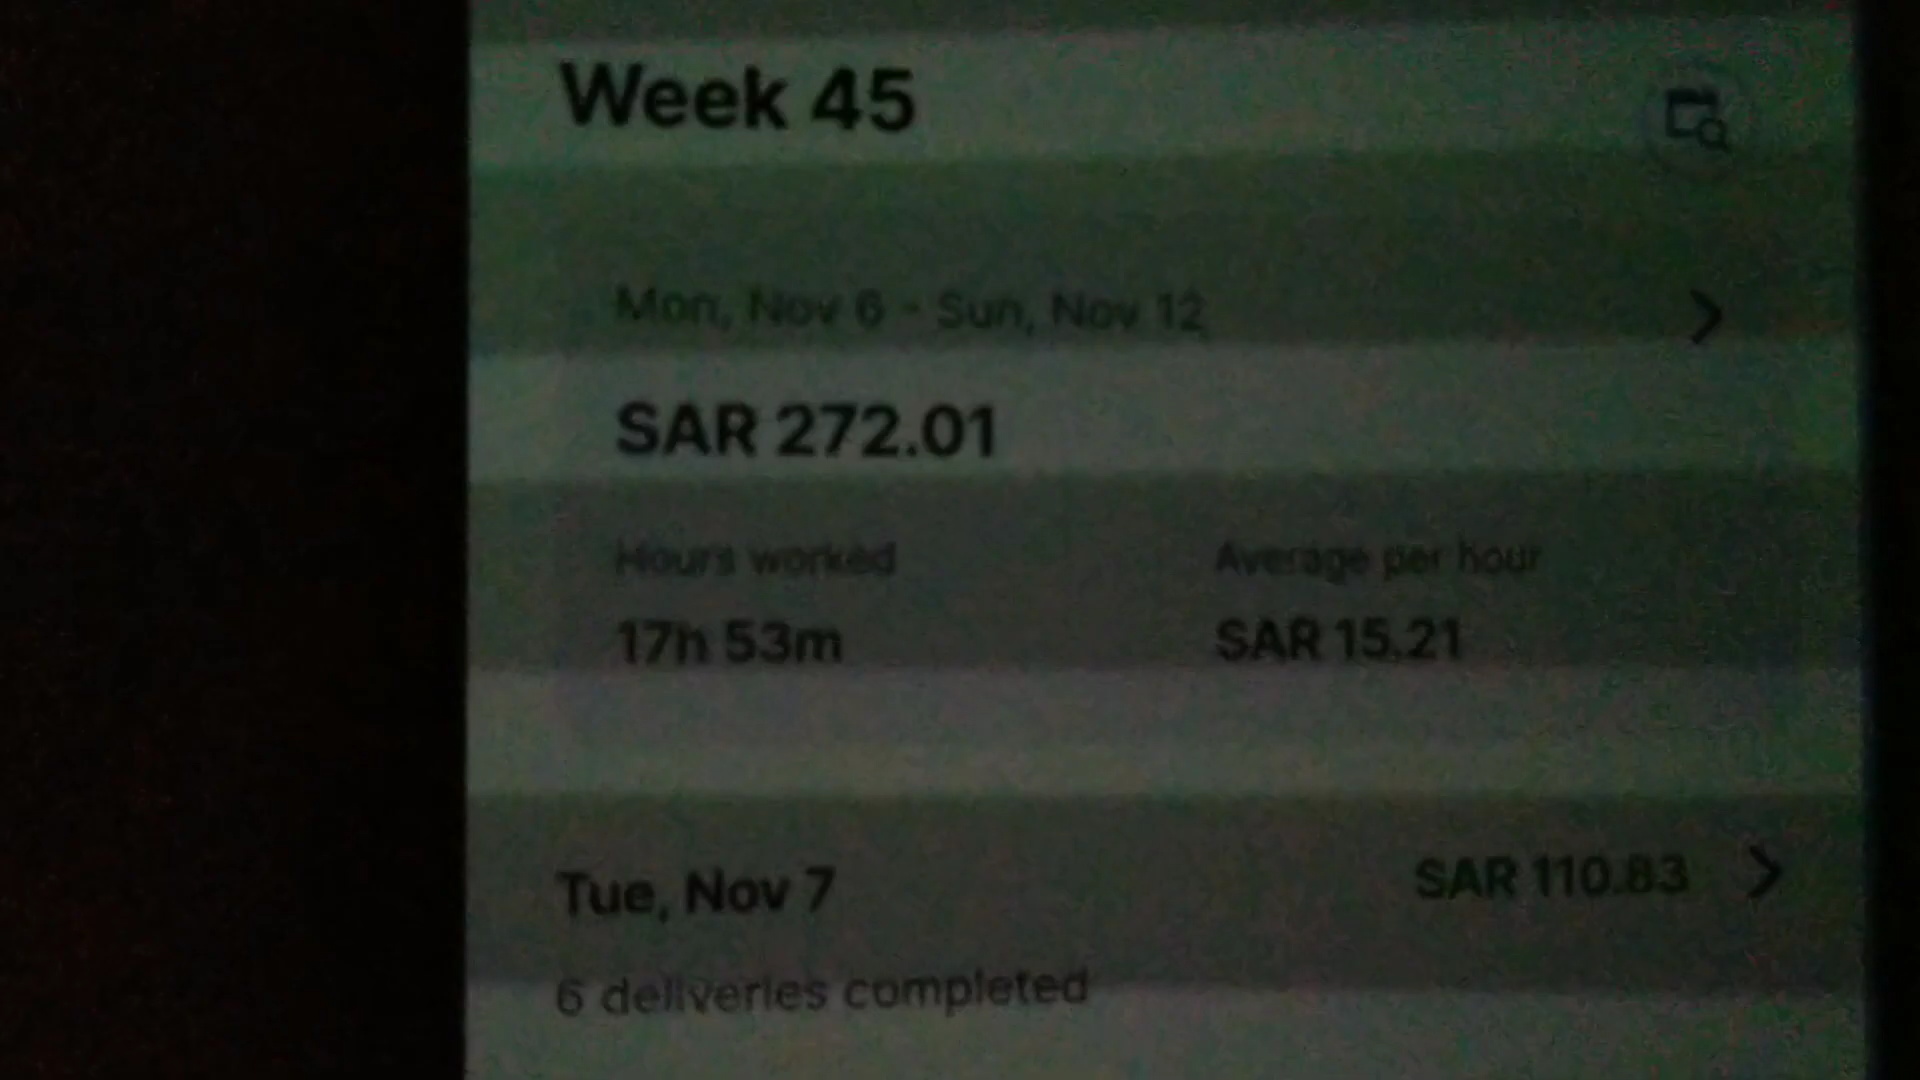 Week 45
Mon, Nov 6 - Sun, Nov 12
SAR 272.01
Hours worked
Average per hour
17h 53m
SAR 15.21
Tue, Nov 7
SAR 110.83
6 deliveries completed